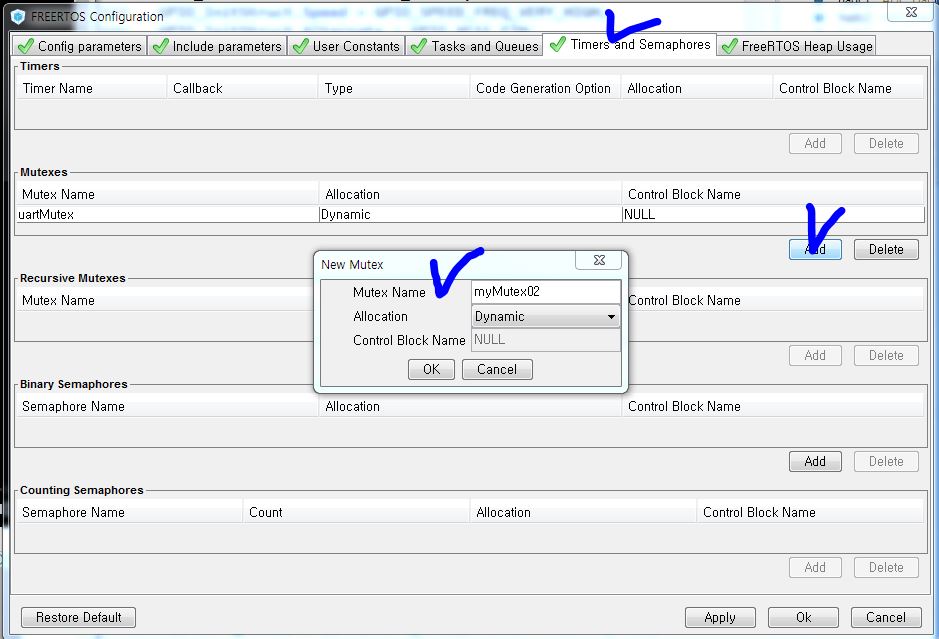 FREERTOS Configuration
Config parameters Include parameters User Constants Tasks and Queues Timers and Semaphores FreeRTOS Heap Usage
Timers
Timer Name Callback Type Code Generation Option Allocation Control Block Name
Add Delete
Mutexes
Mutex Name Allocation Control Block Name
uartMutex Dynamic NULL
Add Delete
New Mutex
Mutex Name myMutex02
Allocation Dynamic
Control Block Name NULL
OK Cancel
Recursive Mutexes
Mutex Name Control Block Name
Add Delete
Binary Semaphores
Semaphore Name Allocation Control Block Name
Add Delete
Counting Semaphores
Semaphore Name Count Allocation Control Block Name
Add Delete
Restore Default Apply Ok Cancel